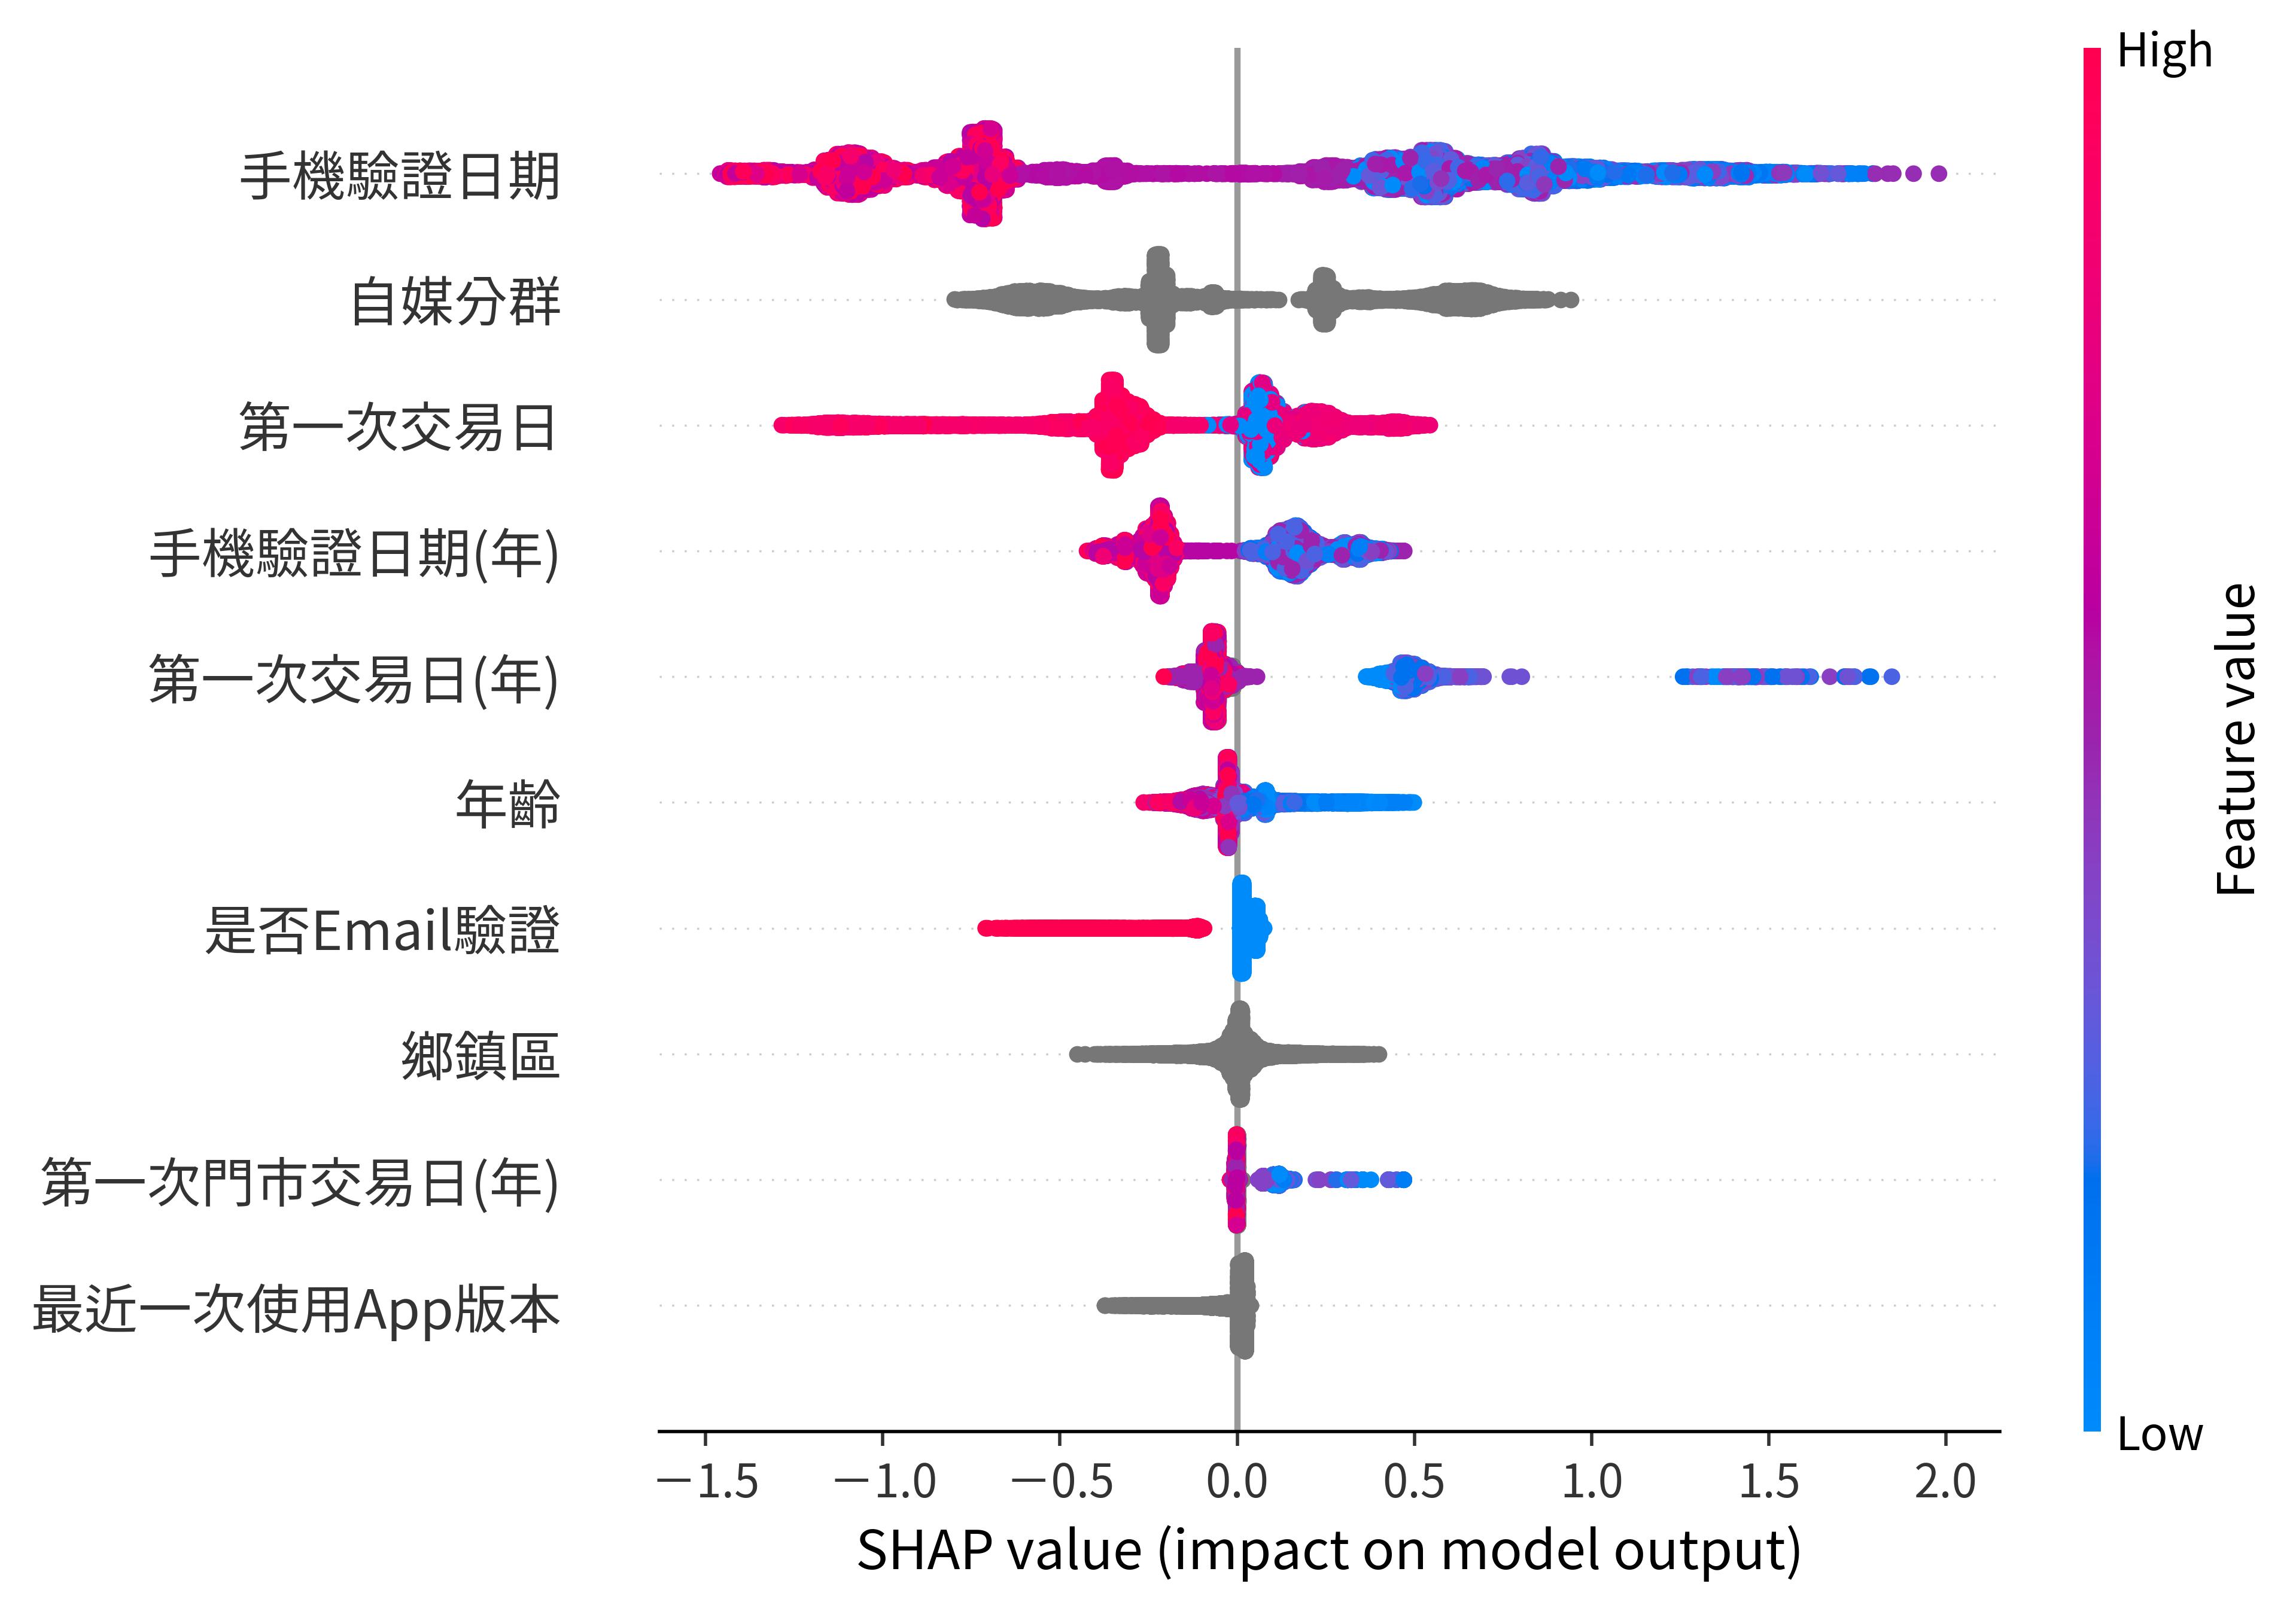 High
手機驗證日期
自媒分群
第一次交易日
手機驗證日期(年)
第一次交易日(年)
年齡
是否Email驗證
鄉鎮區
第一次門市交易日(年)
最近一次使用App版本
Feature value
Low
−1.5 −1.0 −0.5 0.0 0.5 1.0 1.5 2.0
SHAP value (impact on model output)